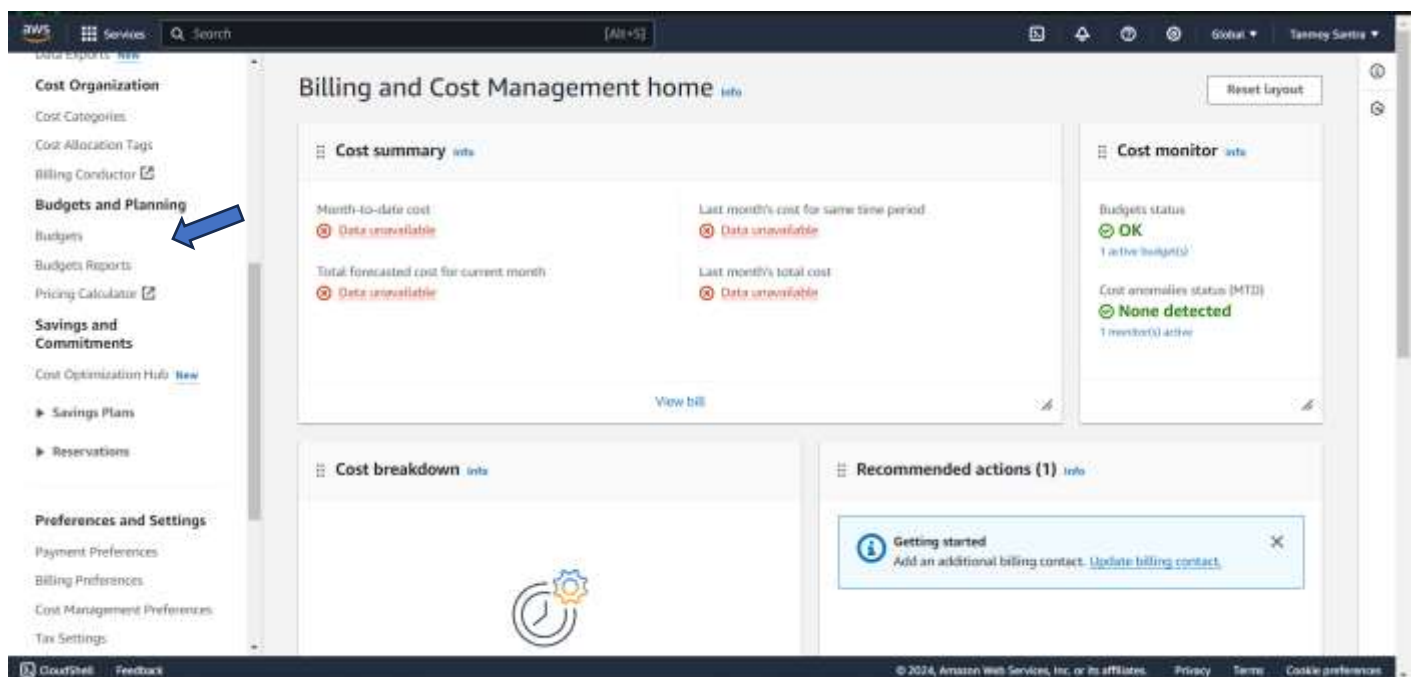 aws Services Search [Alt+S] Global Tanmoy Santra
Data Exports New
Cost Organization
Cost Categories
Cost Allocation Tags
Billing Conductor
Budgets and Planning
Budgets
Budgets Reports
Pricing Calculator
Savings and
Commitments
Cost Optimization Hub New
Savings Plans
Reservations
Preferences and Settings
Payment Preferences
Billing Preferences
Cost Management Preferences
Tax Settings
Billing and Cost Management home Info
Reset layout
Cost summary Info
Month-to-date cost
Data unavailable
Last month's cost for same time period
Data unavailable
Total forecasted cost for current month
Data unavailable
Last month's total cost
Data unavailable
View bill
Cost monitor Info
Budgets status
OK
1 active budget(s)
Cost anomalies status (MTD)
None detected
1 monitor(s) active
Cost breakdown Info
Recommended actions (1) Info
Getting started
Add an additional billing contact. Update billing contact.
CloudShell Feedback © 2024, Amazon Web Services, Inc. or its affiliates. Privacy Terms Cookie preferences